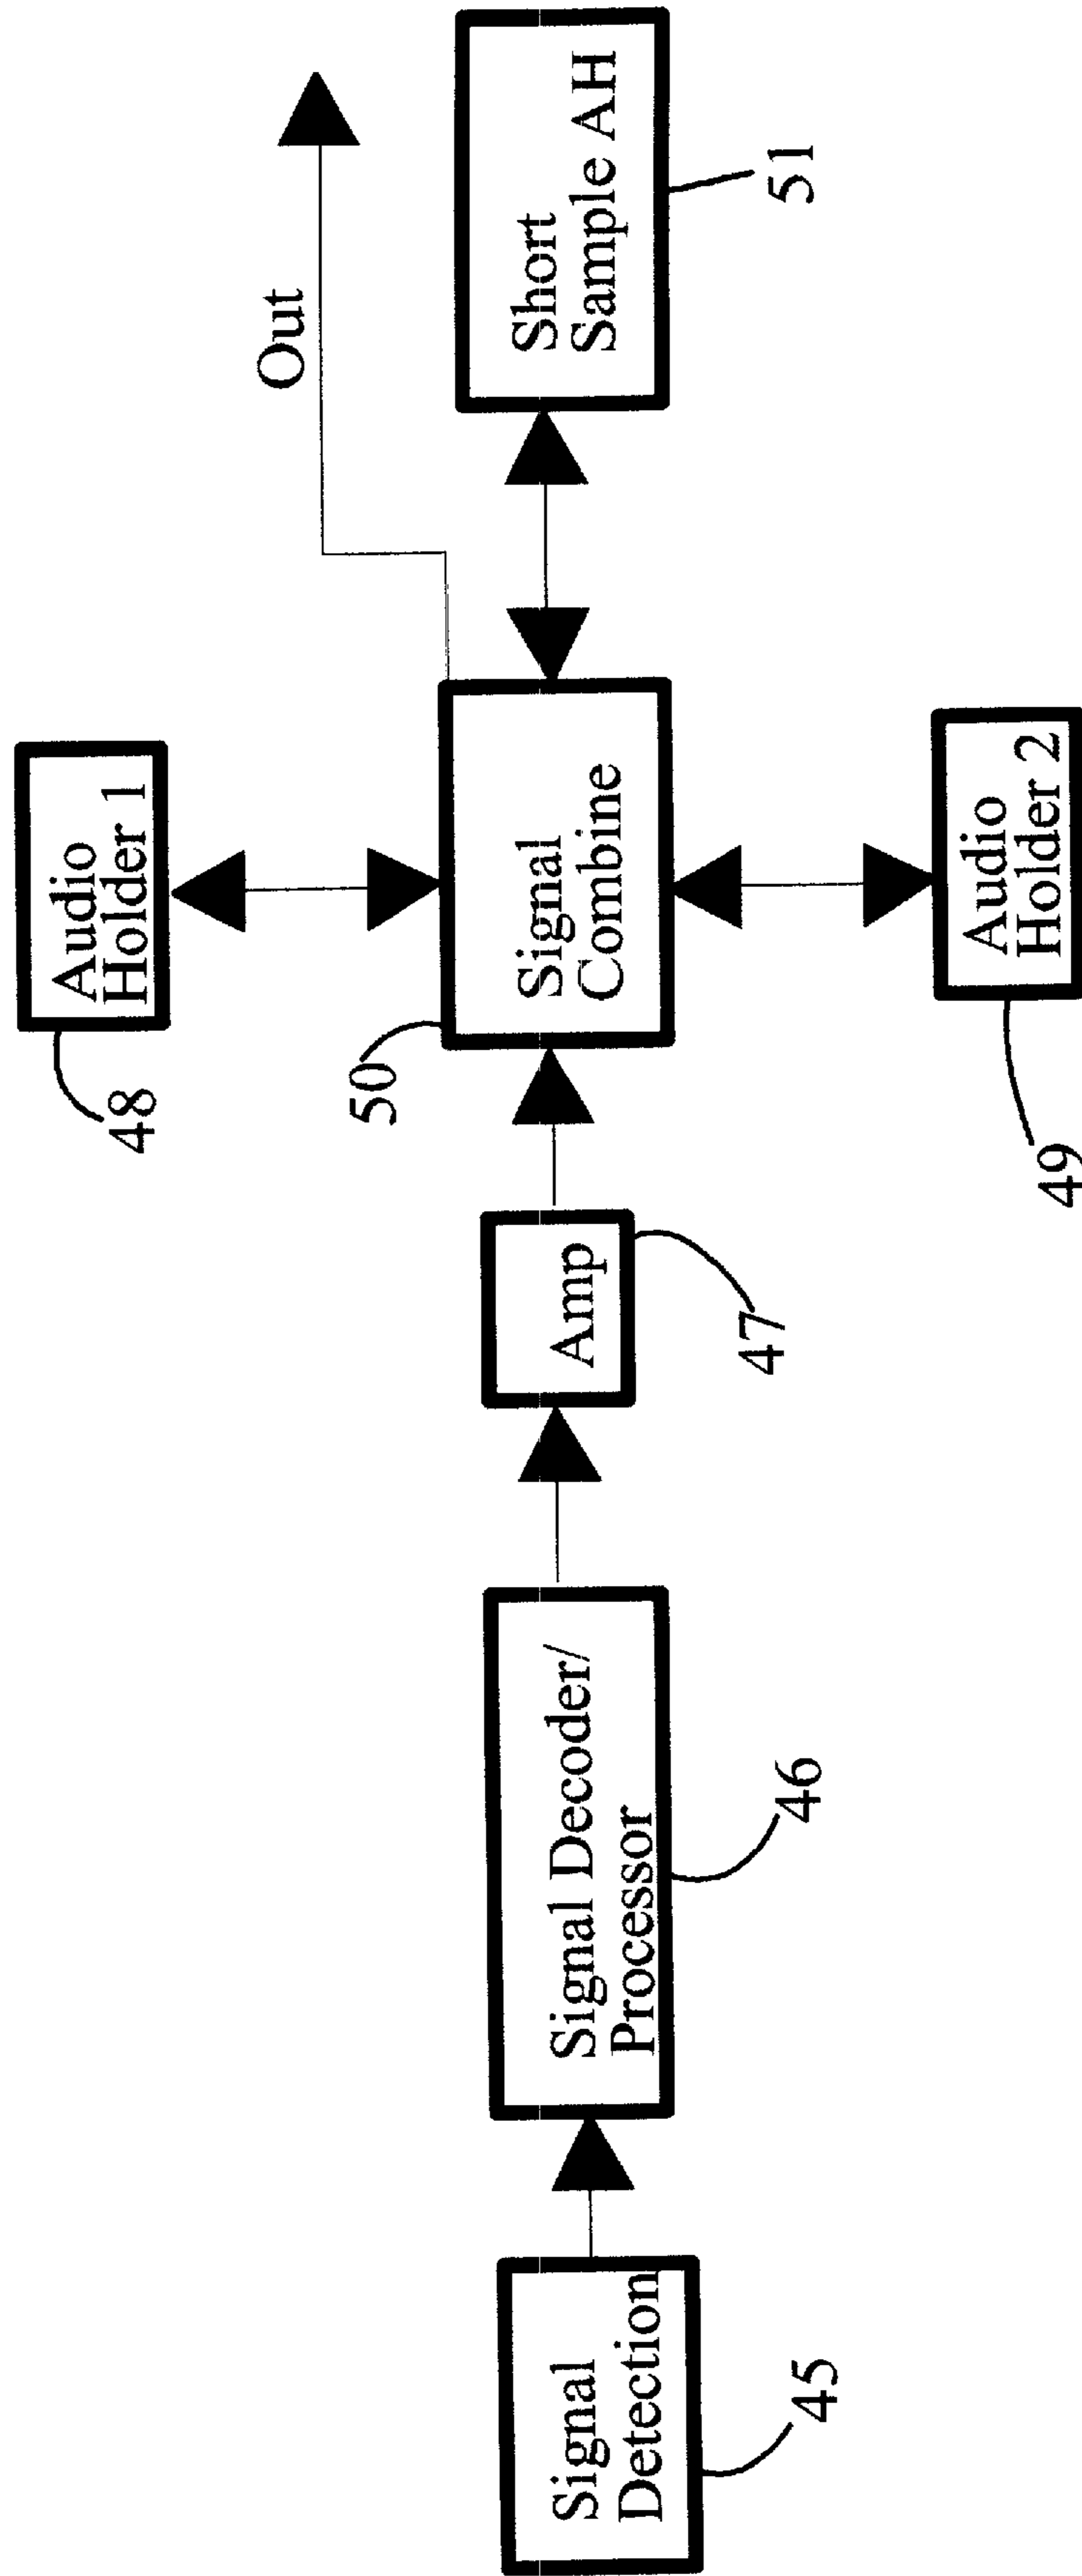 Signal
Detection
45
Signal Decoder/
Processor
46
Amp
47
Audio
Holder 1
48
50
Signal
Combine
Audio
Holder 2
49
Out
Short
Sample AH
51